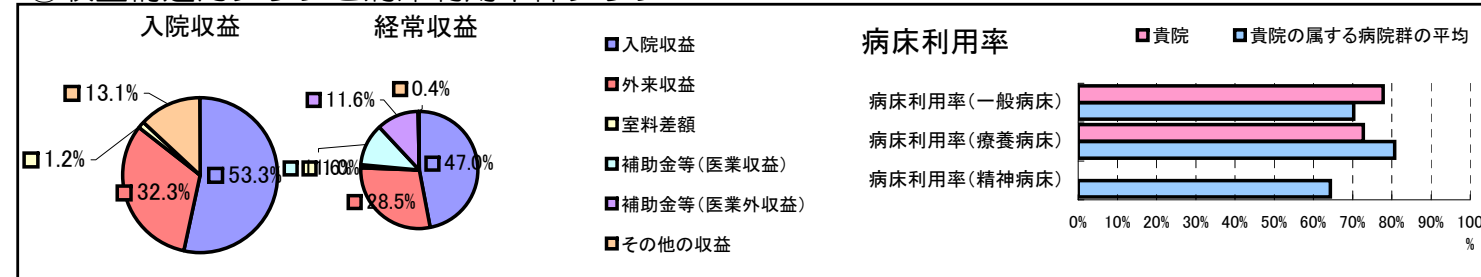 入院収益
経常収益
13.1%
1.2%
53.3%
32.3%
0.4%
11.6%
47.0%
28.5%
入院収益
外来収益
室料差額
補助金等(医業収益)
補助金等(医業外収益)
その他の収益
病床利用率
貴院
貴院の属する病院群の平均
病床利用率(一般病床)
病床利用率(療養病床)
病床利用率(精神病床)
0% 10% 20% 30% 40% 50% 60% 70% 80% 90% 100
%